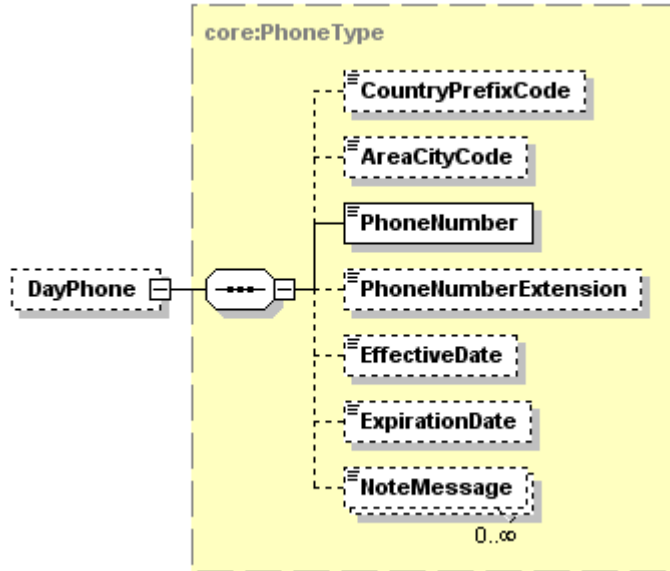 core:PhoneType
CountryPrefixCode
AreaCityCode
PhoneNumber
DayPhone
PhoneNumberExtension
EffectiveDate
ExpirationDate
NoteMessage
0..∞